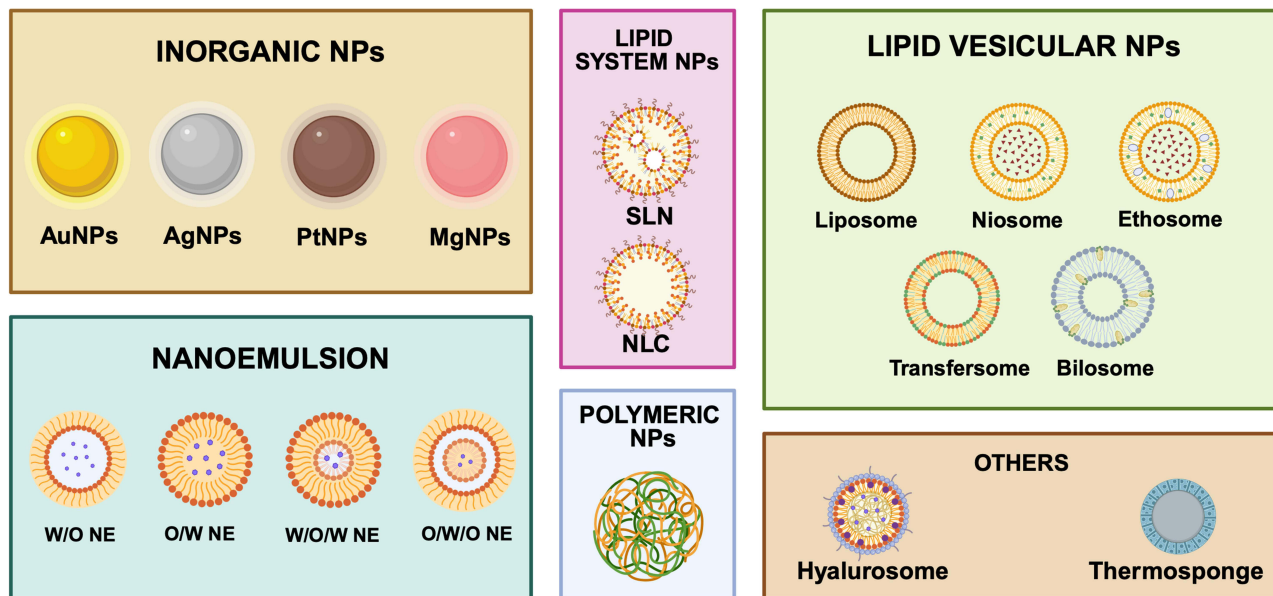 INORGANIC NPs
AuNPs
AgNPs
PtNPs
MgNPs
NANOEMULSION
W/O NE
O/W NE
W/O/W NE
O/W/O NE
LIPID
SYSTEM NPs
SLN
NLC
POLYMERIC
NPs
LIPID VESICULAR NPs
Liposome
Niosome
Ethosome
Transfersome
Bilosome
OTHERS
Hyalurosome
Thermosponge